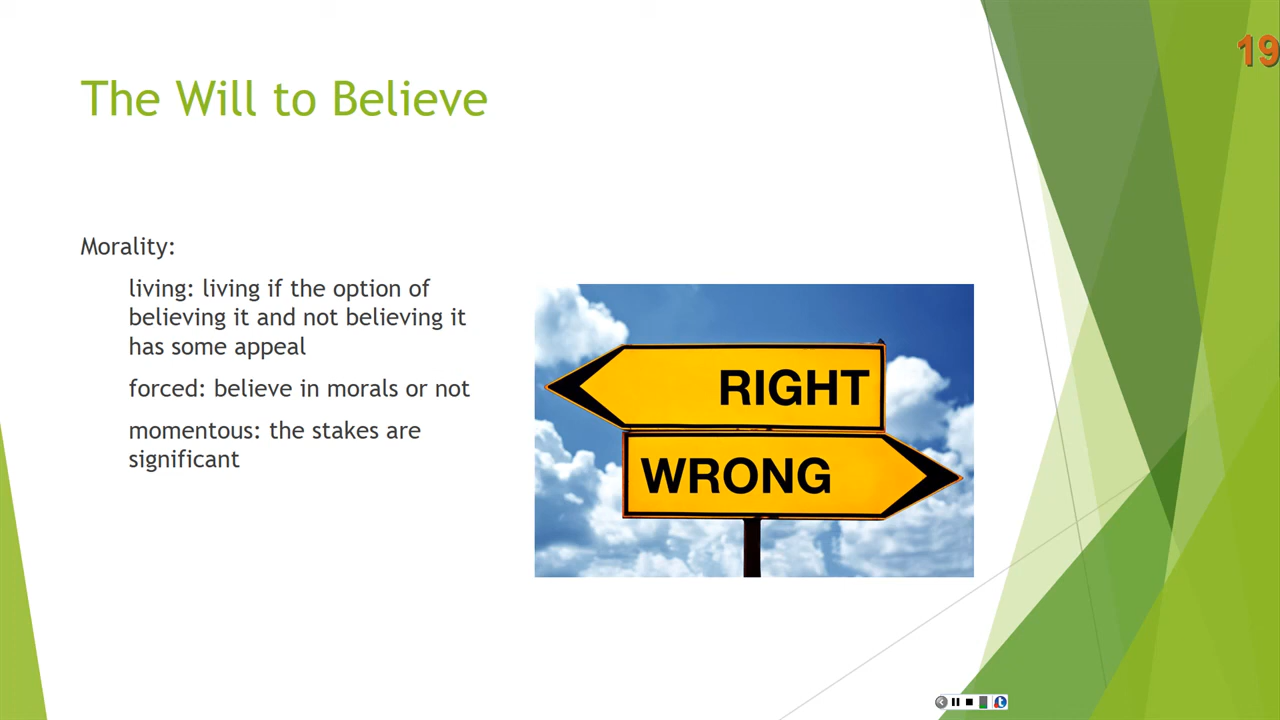 19
The Will to Believe
Morality:
living: living if the option of
believing it and not believing it
has some appeal
forced: believe in morals or not
momentous: the stakes are
significant
RIGHT
WRONG